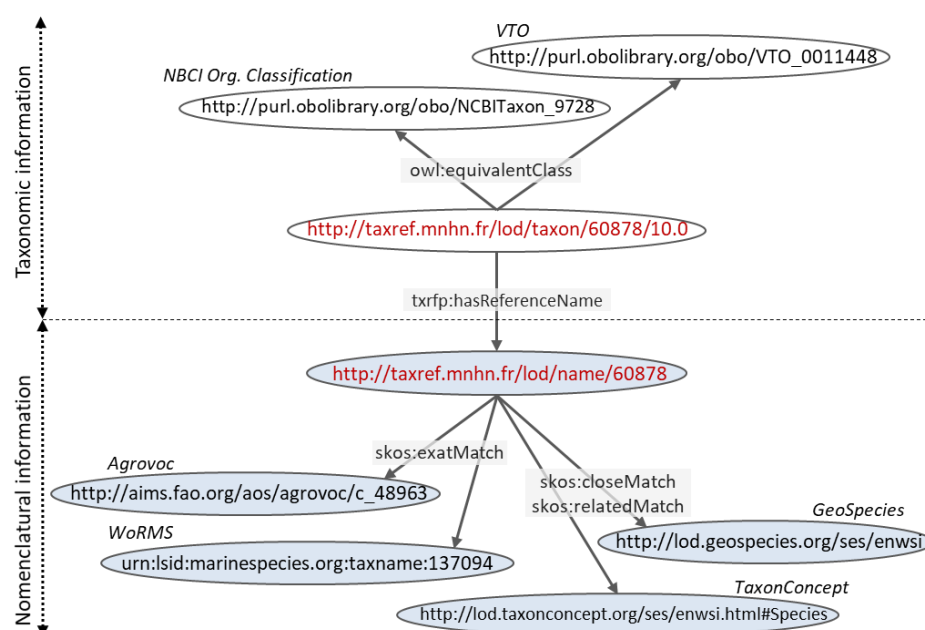 VTO
http://purl.obolibrary.org/obo/VTO_0011448
NBCI Org. Classification
http://purl.obolibrary.org/obo/NCBITaxon_9728
owl:equivalentClass
http://taxref.mnhn.fr/lod/taxon/60878/10.0
Taxonomic information
txrfp:hasReferenceName
http://taxref.mnhn.fr/lod/name/60878
Nomenclatural information
skos:exatMatch
Agrovoc
http://aims.fao.org/aos/agrovoc/c_48963
skos:closeMatch
skos:relatedMatch
GeoSpecies
http://lod.geospecies.org/ses/enwsi
WoRMS
urn:lsid:marinespecies.org:taxname:137094
TaxonConcept
http://lod.taxonconcept.org/ses/enwsi.html#Species